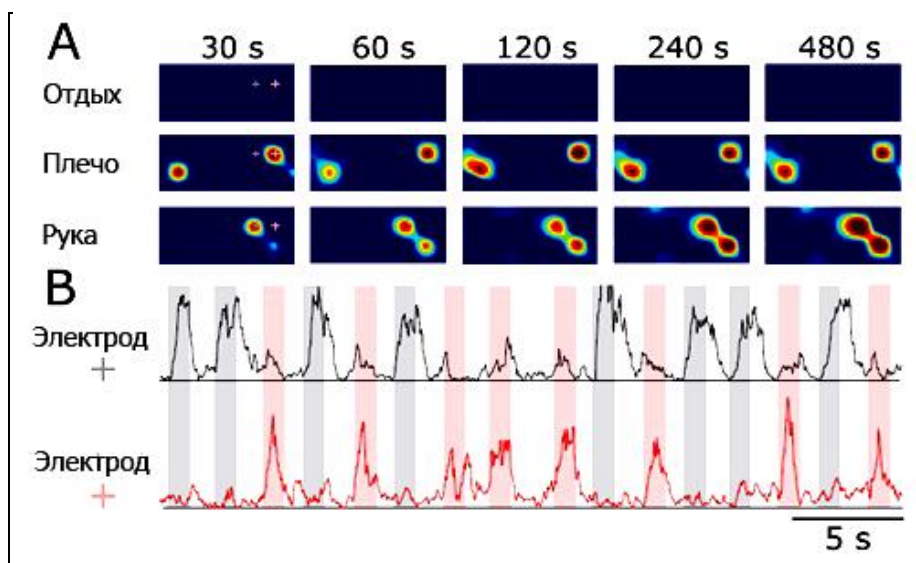 A
30 s 60 s 120 s 240 s 480 s
Отдых
Плечо
Рука
B
Электрод
+
Электрод
+
5 s